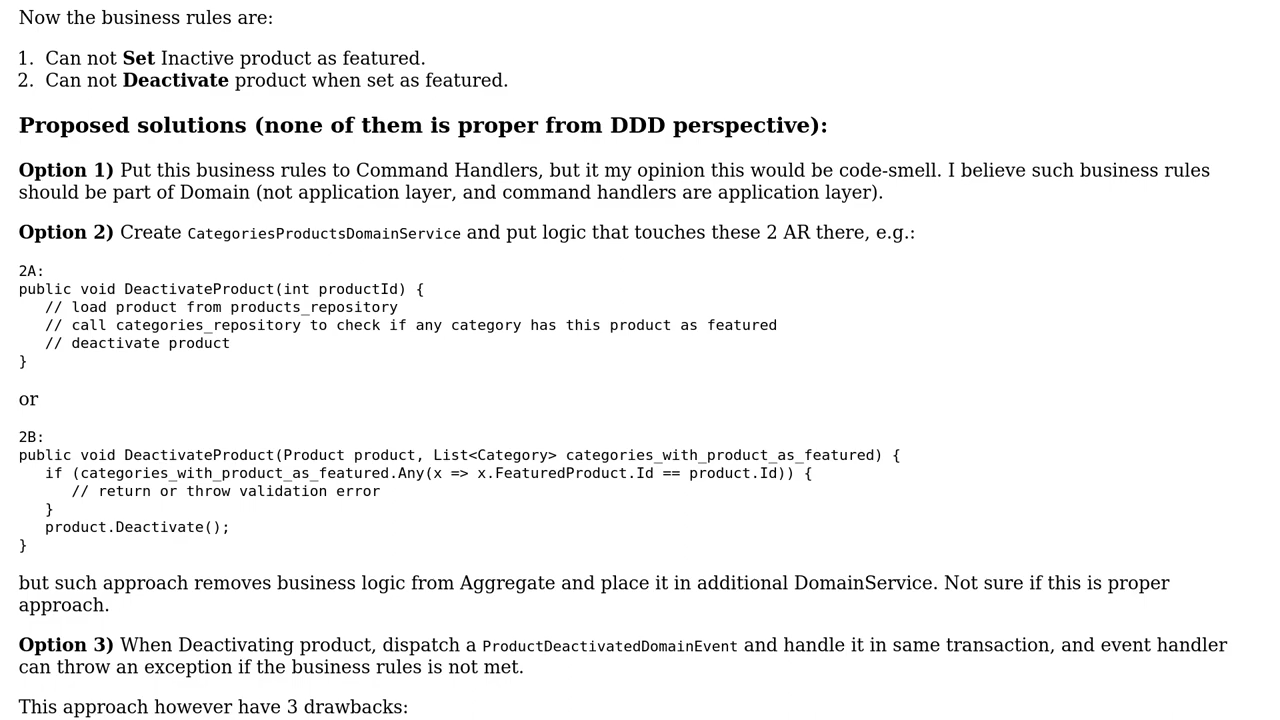 Now the business rules are:
1. Can not Set Inactive product as featured.
2. Can not Deactivate product when set as featured.
Proposed solutions (none of them is proper from DDD perspective):
Option 1) Put this business rules to Command Handlers, but it my opinion this would be code-smell. I believe such business rules
should be part of Domain (not application layer, and command handlers are application layer).
Option 2) Create CategoriesProductsDomainService and put logic that touches these 2 AR there, e.g.:
2A:
public void DeactivateProduct(int productId) {
   // load product from products_repository
   // call categories_repository to check if any category has this product as featured
   // deactivate product
}
or
2B:
public void DeactivateProduct(Product product, List<Category> categories_with_product_as_featured) {
   if (categories_with_product_as_featured.Any(x => x.FeaturedProduct.Id == product.Id)) {
      // return or throw validation error
   }
   product.Deactivate();
}
but such approach removes business logic from Aggregate and place it in additional DomainService. Not sure if this is proper
approach.
Option 3) When Deactivating product, dispatch a ProductDeactivatedDomainEvent and handle it in same transaction, and event handler
can throw an exception if the business rules is not met.
This approach however have 3 drawbacks: